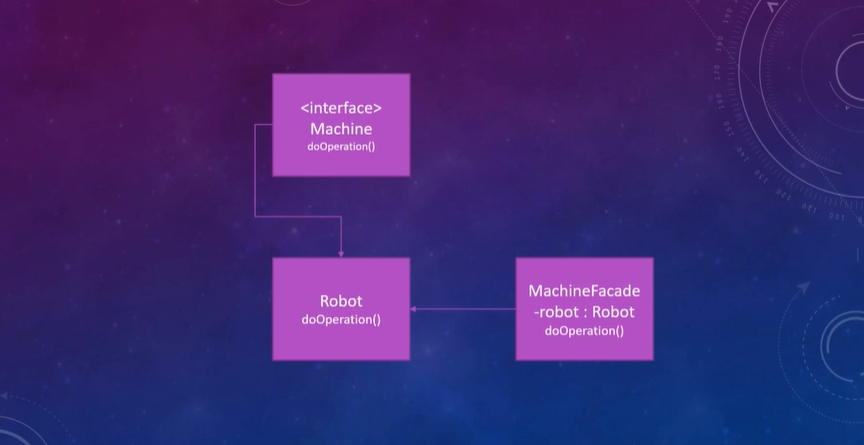 <interface>
Machine
doOperation()
Robot
doOperation()
MachineFacade
-robot : Robot
doOperation()